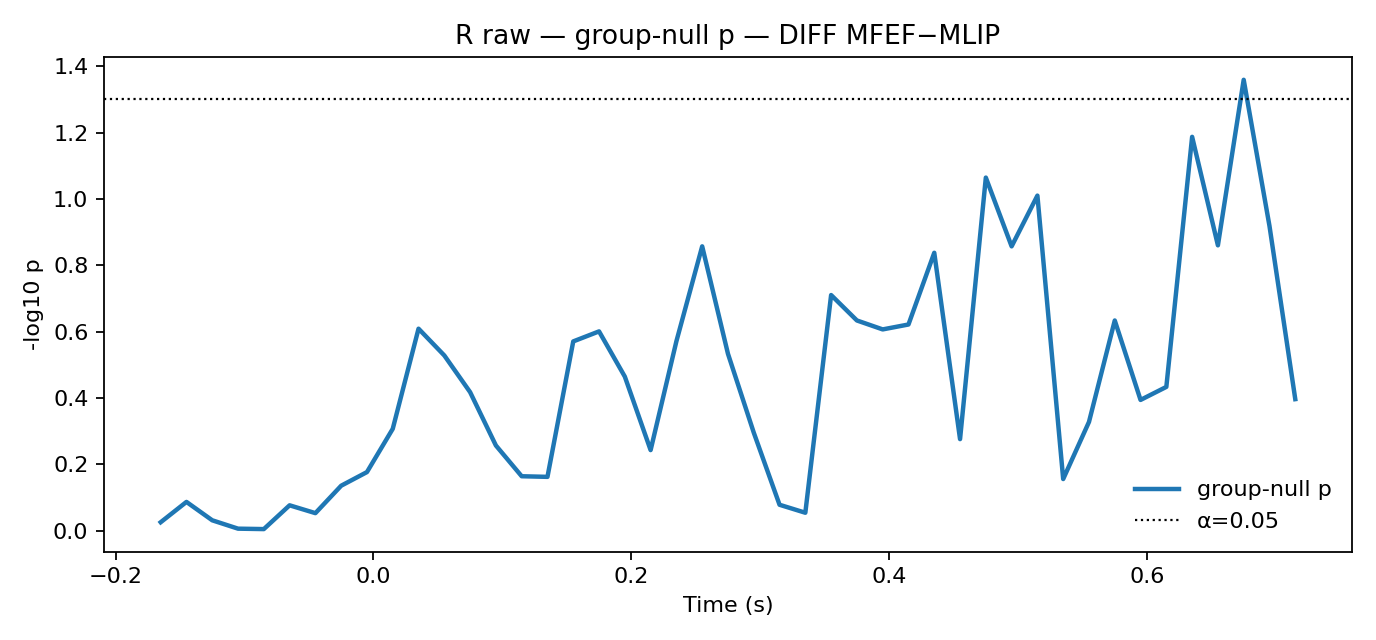 R raw — group-null p — DIFF MFEF−MLIP
1.4
1.2
1.0
0.8
0.6
0.4
0.2
0.0
-log10 p
group-null p
α=0.05
−0.2
0.0
0.2
0.4
0.6
Time (s)